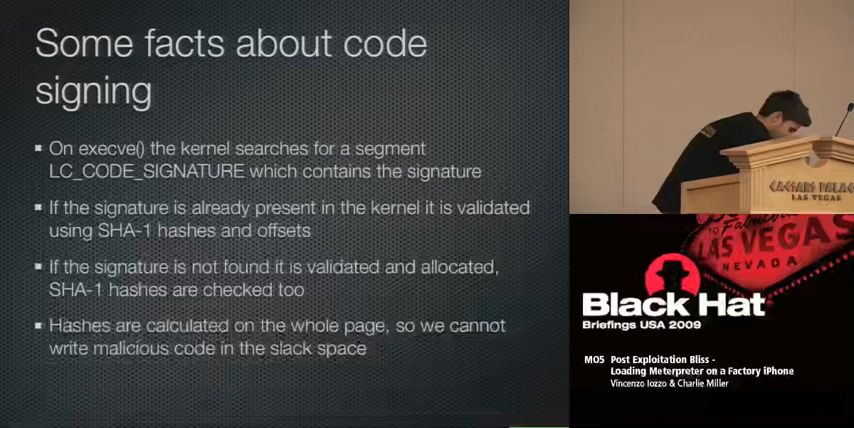 Some facts about code
signing
On execve() the kernel searches for a segment
LC_CODE_SIGNATURE which contains the signature
If the signature is already present in the kernel it is validated
using SHA-1 hashes and offsets
If the signature is not found it is validated and allocated,
SHA-1 hashes are checked too
Hashes are calculated on the whole page, so we cannot
write malicious code in the slack space
CAESARS PALAC
LAS VEGAS
TO Fabulous
LAS VEGAS
NEVADA
Black Hat
Briefings USA 2009
MO5 Post Exploitation Bliss -
Loading Meterpreter on a Factory iPhone
Vincenzo Iozzo & Charlie Miller